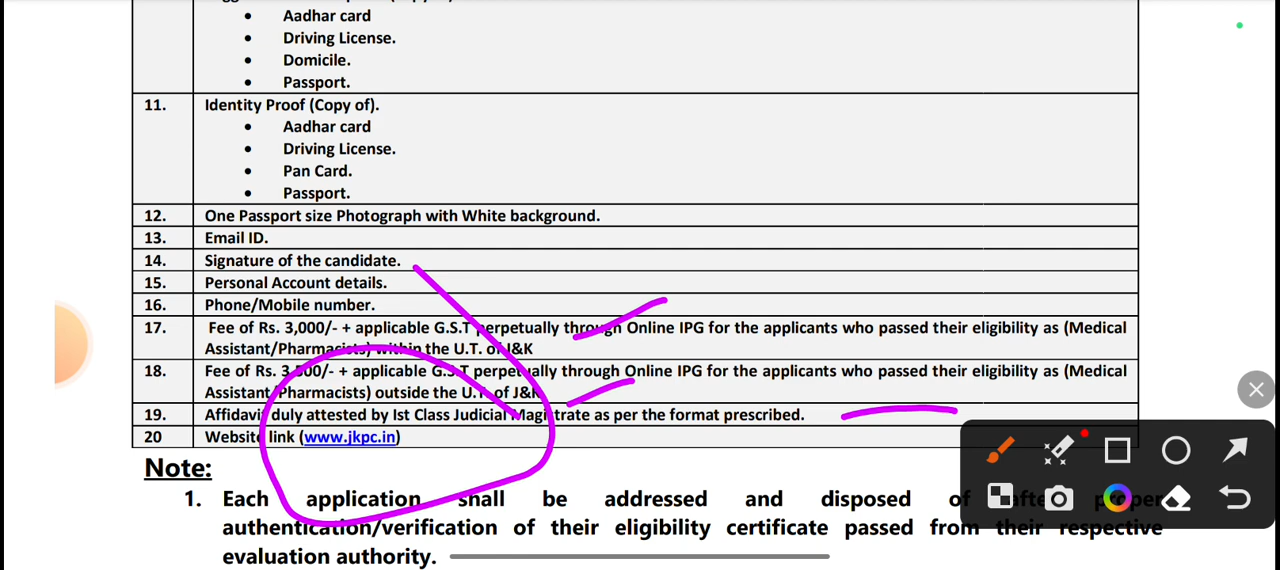 • Aadhar card
• Driving License.
• Domicile.
• Passport.
11. Identity Proof (Copy of).
• Aadhar card
• Driving License.
• Pan Card.
• Passport.
12. One Passport size Photograph with White background.
13. Email ID.
14. Signature of the candidate.
15. Personal Account details.
16. Phone/Mobile number.
17. Fee of Rs. 3,000/- + applicable G.S.T perpetually through Online IPG for the applicants who passed their eligibility as (Medical
Assistant/Pharmacists) within the U.T. of J&K
18. Fee of Rs. 3,500/- + applicable G.S.T perpetually through Online IPG for the applicants who passed their eligibility as (Medical
Assistant/Pharmacists) outside the U.T. of J&K
19. Affidavit duly attested by Ist Class Judicial Magistrate as per the format prescribed.
20 Website link (www.jkpc.in)
Note:
1. Each application shall be addressed and disposed of after proper
authentication/verification of their eligibility certificate passed from their respective
evaluation authority.